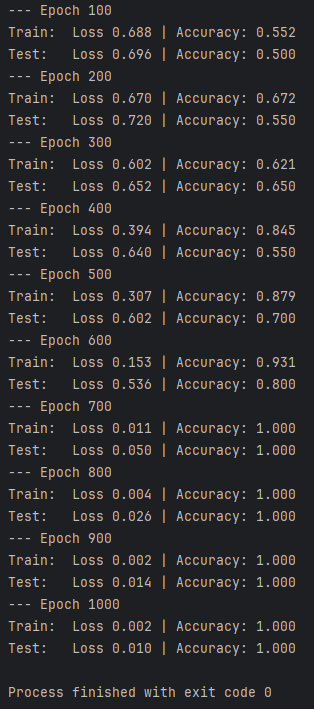 --- Epoch 100
Train:  Loss 0.688 | Accuracy: 0.552
Test:   Loss 0.696 | Accuracy: 0.500
--- Epoch 200
Train:  Loss 0.670 | Accuracy: 0.672
Test:   Loss 0.720 | Accuracy: 0.550
--- Epoch 300
Train:  Loss 0.602 | Accuracy: 0.621
Test:   Loss 0.652 | Accuracy: 0.650
--- Epoch 400
Train:  Loss 0.394 | Accuracy: 0.845
Test:   Loss 0.640 | Accuracy: 0.550
--- Epoch 500
Train:  Loss 0.307 | Accuracy: 0.879
Test:   Loss 0.602 | Accuracy: 0.700
--- Epoch 600
Train:  Loss 0.153 | Accuracy: 0.931
Test:   Loss 0.536 | Accuracy: 0.800
--- Epoch 700
Train:  Loss 0.011 | Accuracy: 1.000
Test:   Loss 0.050 | Accuracy: 1.000
--- Epoch 800
Train:  Loss 0.004 | Accuracy: 1.000
Test:   Loss 0.026 | Accuracy: 1.000
--- Epoch 900
Train:  Loss 0.002 | Accuracy: 1.000
Test:   Loss 0.014 | Accuracy: 1.000
--- Epoch 1000
Train:  Loss 0.002 | Accuracy: 1.000
Test:   Loss 0.010 | Accuracy: 1.000
Process finished with exit code 0